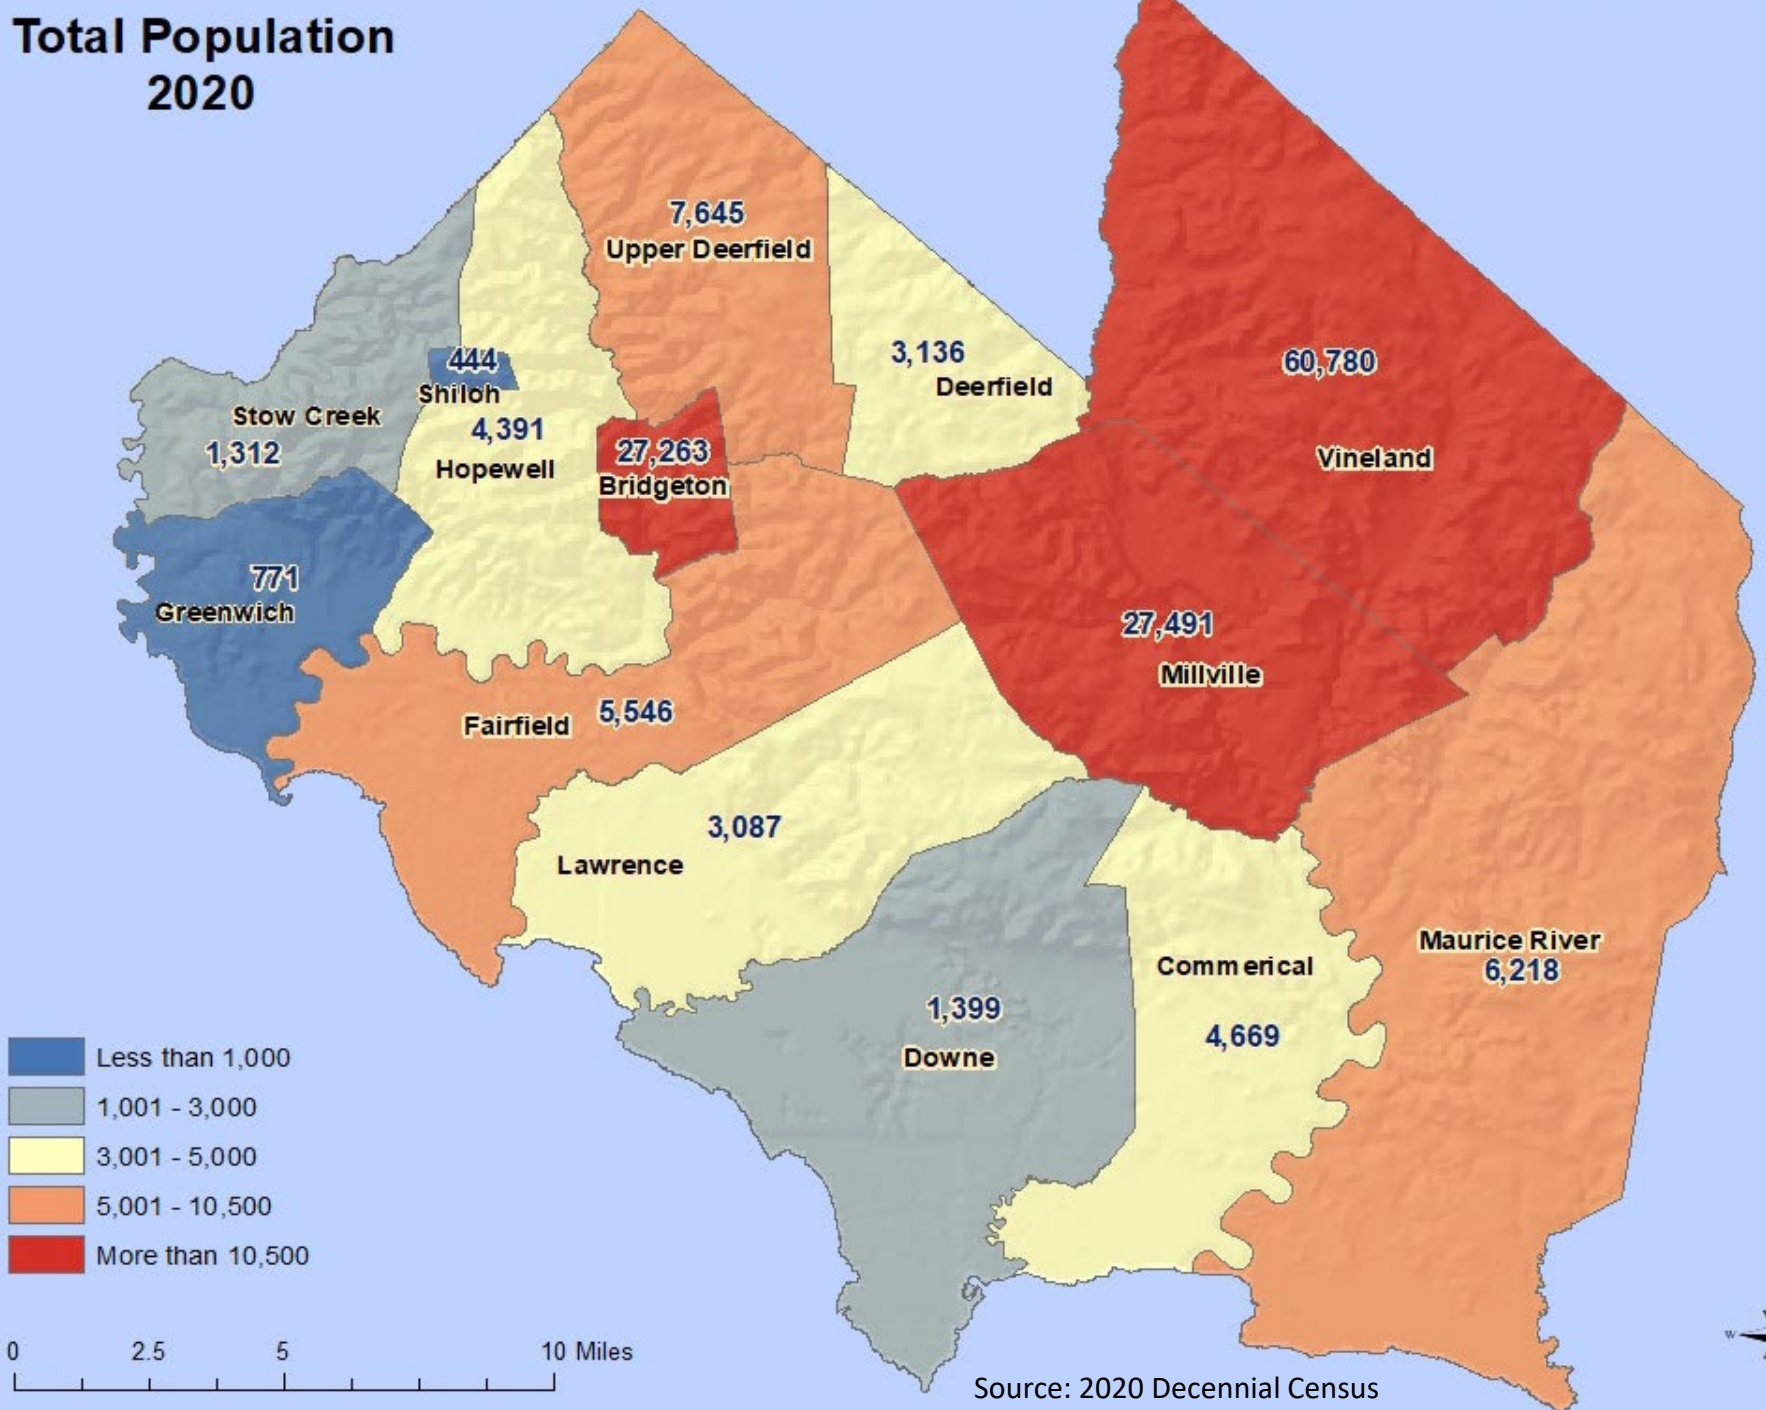 Total Population
2020
7,645
Upper Deerfield
3,136
Deerfield
60,780
Vineland
444
Shiloh
Stow Creek
1,312
4,391
Hopewell
27,263
Bridgeton
771
Greenwich
27,491
Millville
Fairfield
5,546
3,087
Lawrence
Maurice River
6,218
Commerical
4,669
1,399
Downe
Less than 1,000
1,001 - 3,000
3,001 - 5,000
5,001 - 10,500
More than 10,500
0 2.5 5 10 Miles
W
Source: 2020 Decennial Census